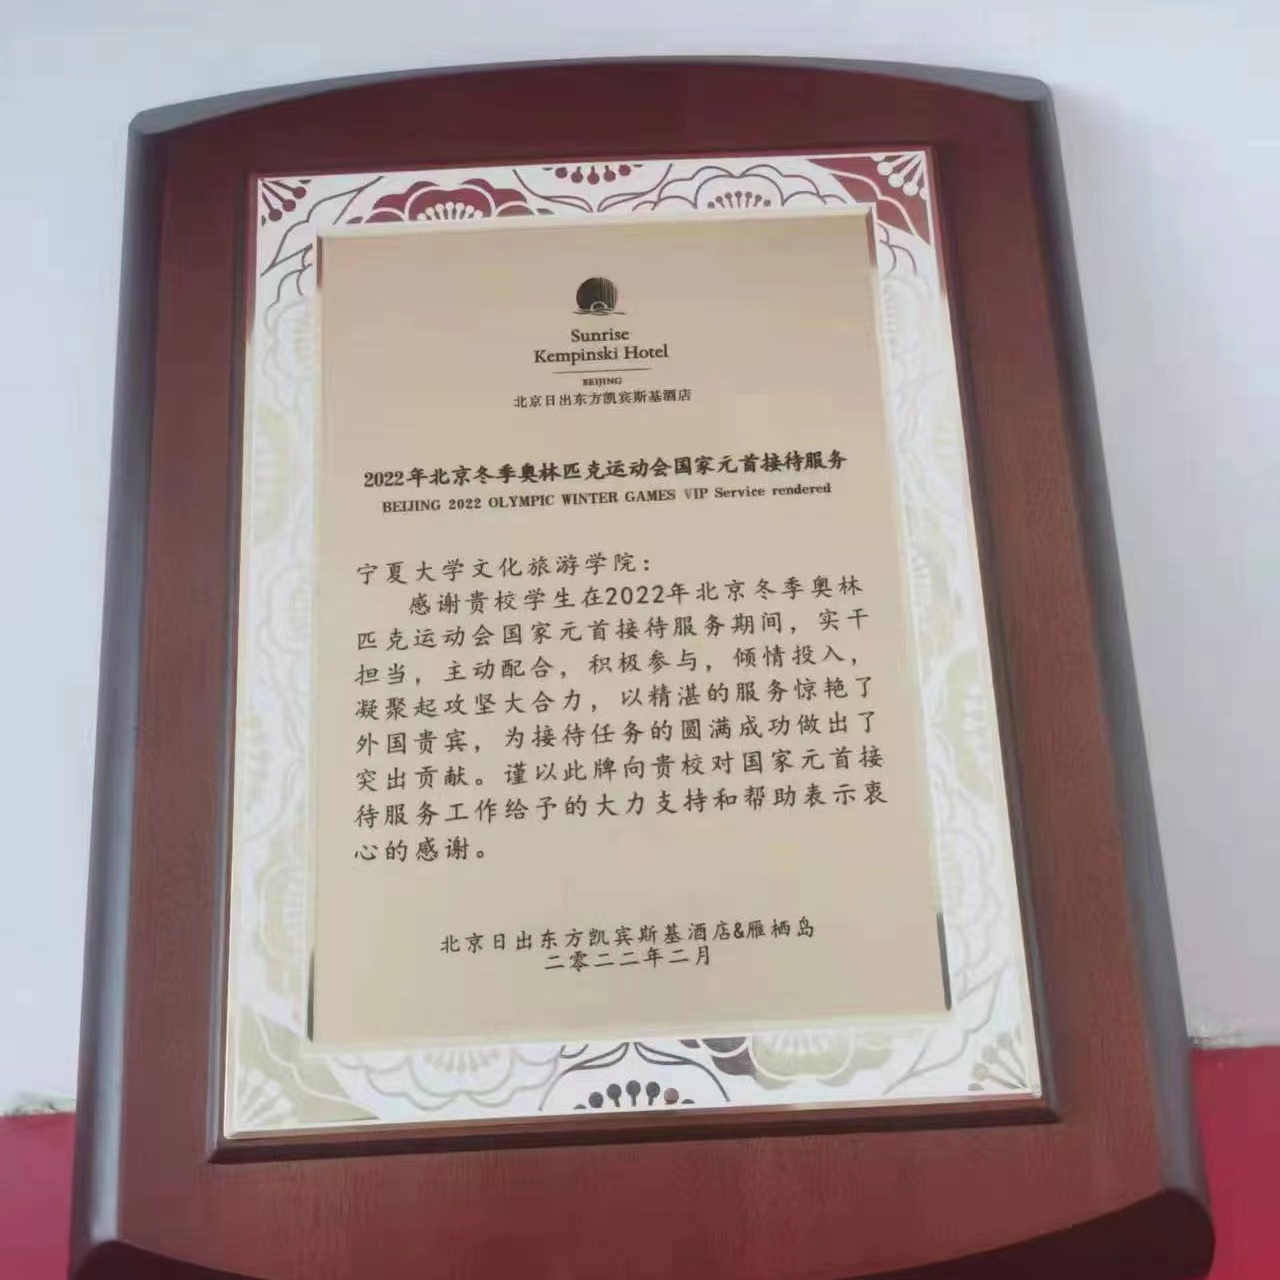 Sunrise
Kempinski Hotel
BEIJING
北京日出东方凯宾斯基酒店
2022年北京冬季奥林匹克运动会国家元首接待服务
BEIJING 2022 OLYMPIC WINTER GAMES VIP Service rendered
宁夏大学文化旅游学院：
感谢贵校学生在2022年北京冬季奥林
匹克运动会国家元首接待服务期间，实干
担当，主动配合，积极参与，倾情投入，
凝聚起攻坚大合力，以精湛的服务惊艳了
外国贵宾，为接待任务的圆满成功做出了
突出贡献。谨以此牌向贵校对国家元首接
待服务工作给予的大力支持和帮助表示衷
心的感谢。
北京日出东方凯宾斯基酒店&雁栖岛
二零二二年二月